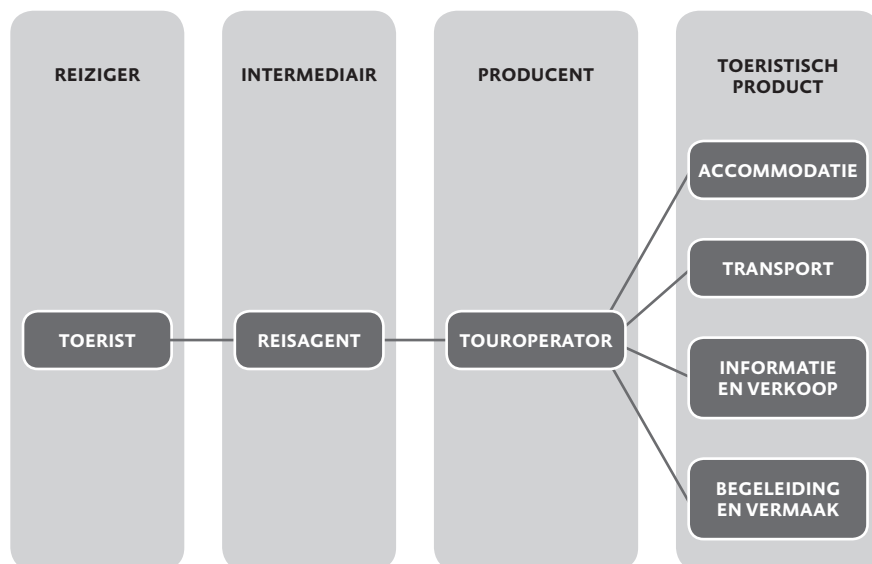 REIZIGER
INTERMEDIAIR
PRODUCENT
TOERISTISCH
PRODUCT
ACCOMMODATIE
TRANSPORT
TOERIST
REISAGENT
TOUROPERATOR
INFORMATIE
EN VERKOOP
BEGELEIDING
EN VERMAAK